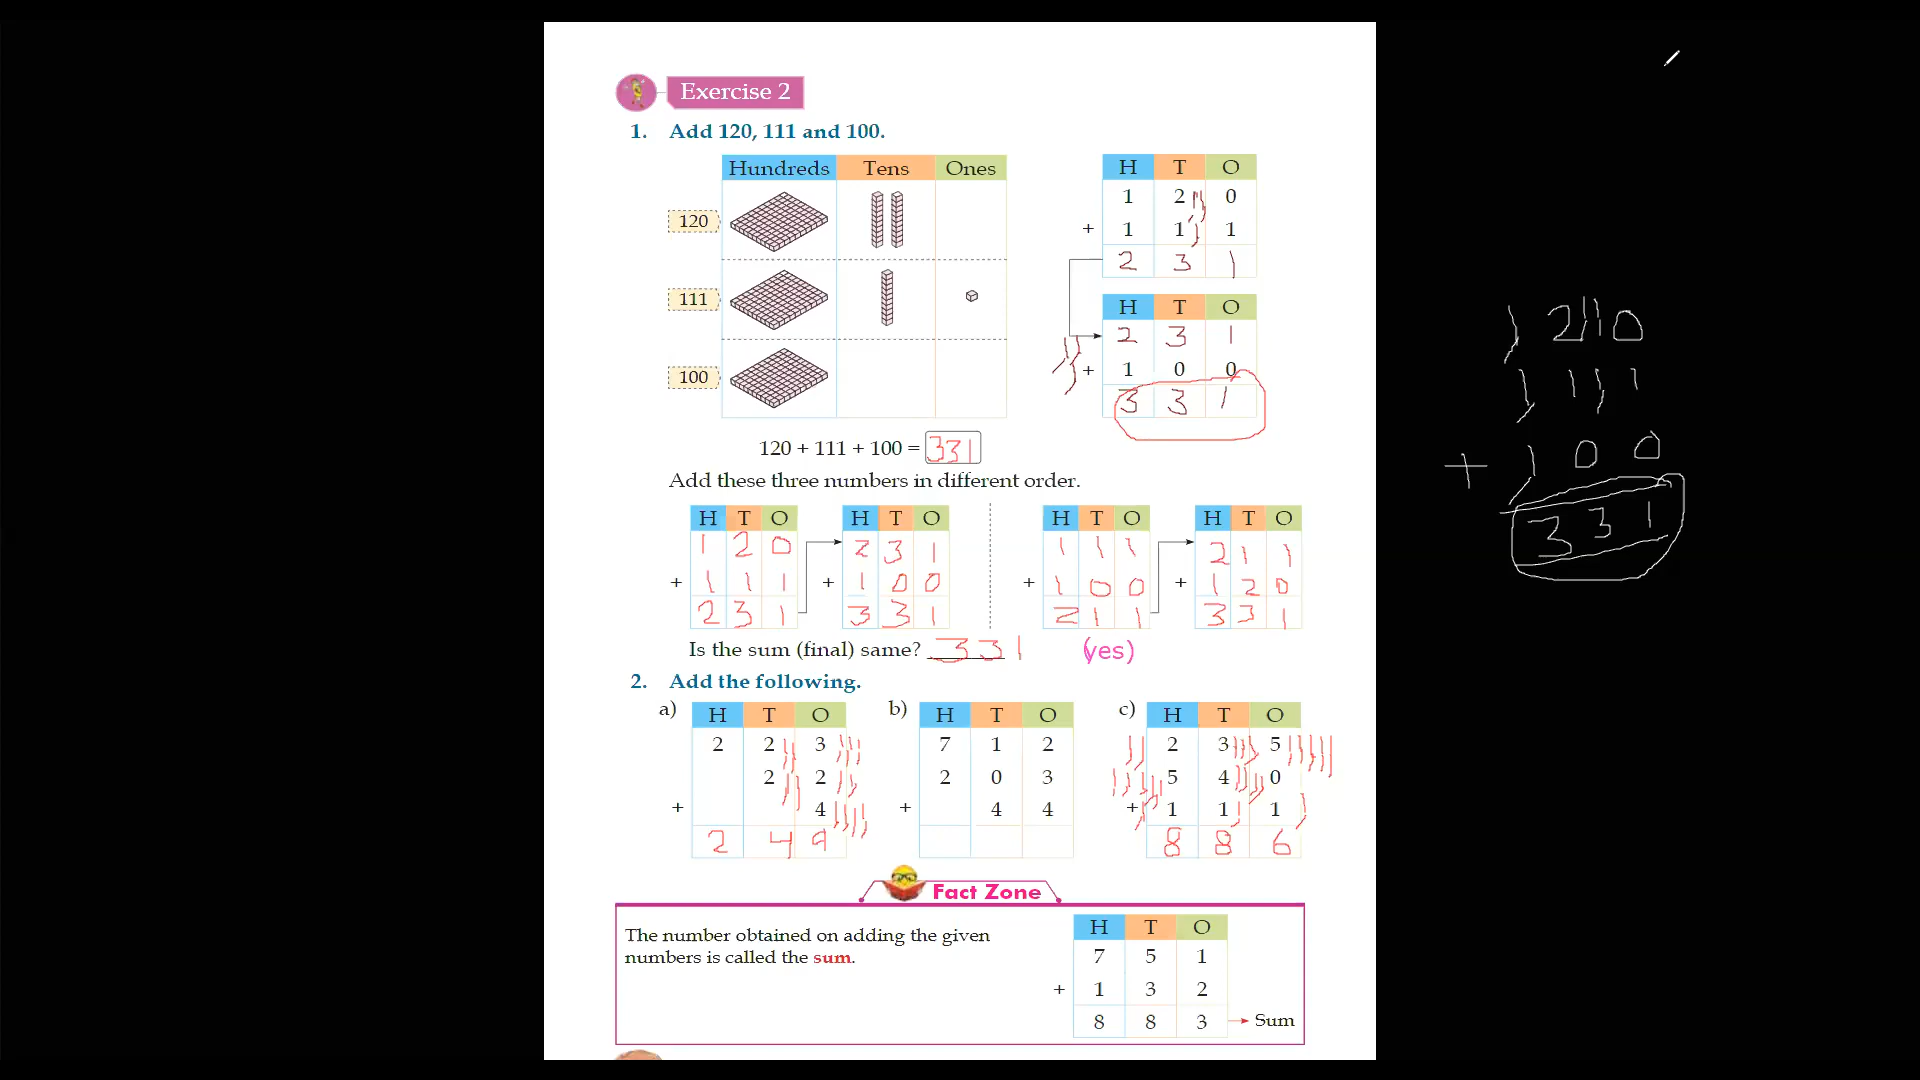 Exercise 2
1. Add 120, 111 and 100.
Hundreds Tens Ones
120
111
100
H T O
1 2 0
+ 1 1 1
2 3 1
H T O
2 3 1
+ 1 0 0
3 3 1
120 + 111 + 100 = 331
Add these three numbers in different order.
H T O
1 2 0
+ 1 1 1
2 3 1
H T O
2 3 1
+ 1 0 0
3 3 1
H T O
1 1 1
+ 1 0 0
2 1 1
H T O
2 1 1
+ 1 2 0
3 3 1
Is the sum (final) same? 331 (yes)
2. Add the following.
a) H T O
2 2 3
2 2
+ 4
2 4 9
b) H T O
7 1 2
2 0 3
+ 4 4
c) H T O
2 3 5
5 4 0
+ 1 1 1
8 8 6
Fact Zone
The number obtained on adding the given
numbers is called the sum.
H T O
7 5 1
+ 1 3 2
8 8 3 Sum
1 2 0
1 1 1
+ 1 0 0
3 3 1